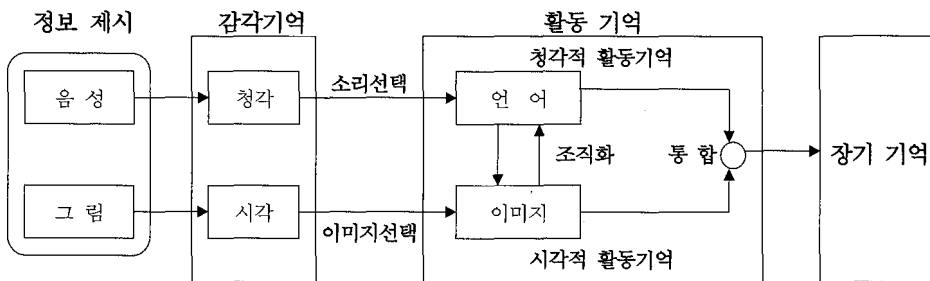 정보 제시
감각기억
활동 기억
청각적 활동기억
음 성
청각
소리선택
언 어
조직화
통 합
장기 기억
그 림
시각
이미지선택
이미지
시각적 활동기억